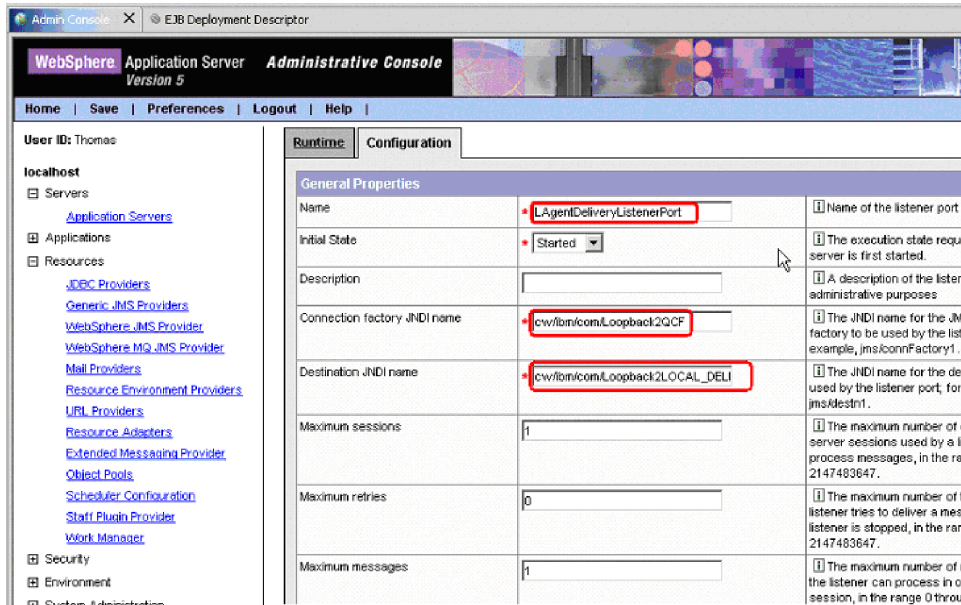 Admin Console X EJB Deployment Descriptor
WebSphere Application Server Administrative Console
Version 5
Home | Save | Preferences | Logout | Help |
User ID: Thomas
localhost
Servers
Application Servers
Applications
Resources
JDBC Providers
Generic JMS Providers
WebSphere JMS Provider
WebSphere MQ JMS Provider
Mail Providers
Resource Environment Providers
URL Providers
Resource Adapters
Extended Messaging Provider
Object Pools
Scheduler Configuration
Staff Plugin Provider
Work Manager
Security
Environment
System Administration
Runtime Configuration
General Properties
Name * LAgentDeliveryListenerPort i Name of the listener port
Initial State * Started i The execution state requ
server is first started.
Description i A description of the lister
administrative purposes
Connection factory JNDI name * cw/ibm/com/Loopback2QCF i The JNDI name for the JM
factory to be used by the list
example, jms/connFactory1.
Destination JNDI name * cw/ibm/com/Loopback2LOCAL_DELI i The JNDI name for the de
used by the listener port; for
jms/destn1.
Maximum sessions 1 i The maximum number of
server sessions used by a li
process messages, in the ra
2147483647.
Maximum retries 0 i The maximum number of
listener tries to deliver a mes
listener is stopped, in the ran
2147483647.
Maximum messages 1 i The maximum number of
the listener can process in o
session, in the range 0 throu